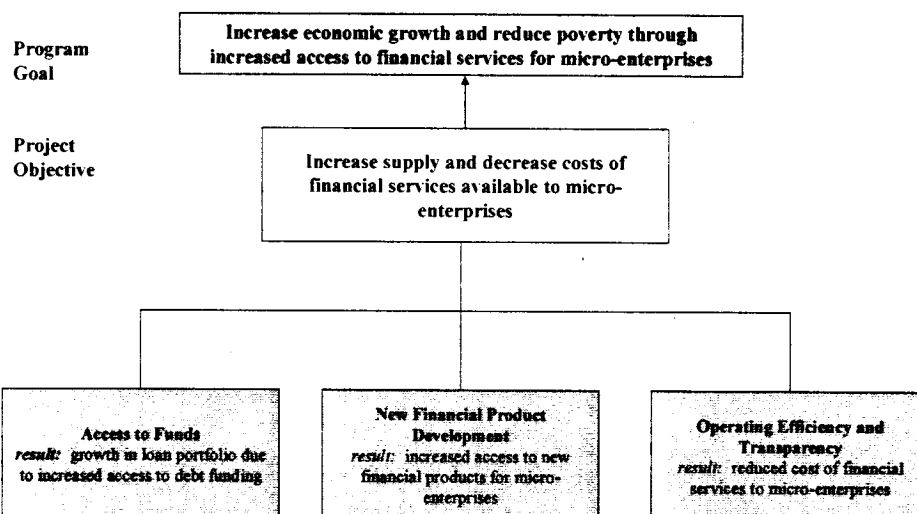 Program
Goal
Increase economic growth and reduce poverty through
increased access to financial services for micro-enterprises
Project
Objective
Increase supply and decrease costs of
financial services available to micro-
enterprises
Access to Funds
result: growth in loan portfolio due
to increased access to debt funding
New Financial Product
Development
result: increased access to new
financial products for micro-
enterprises
Operating Efficiency and
Transparency
result: reduced cost of financial
services to micro-enterprises